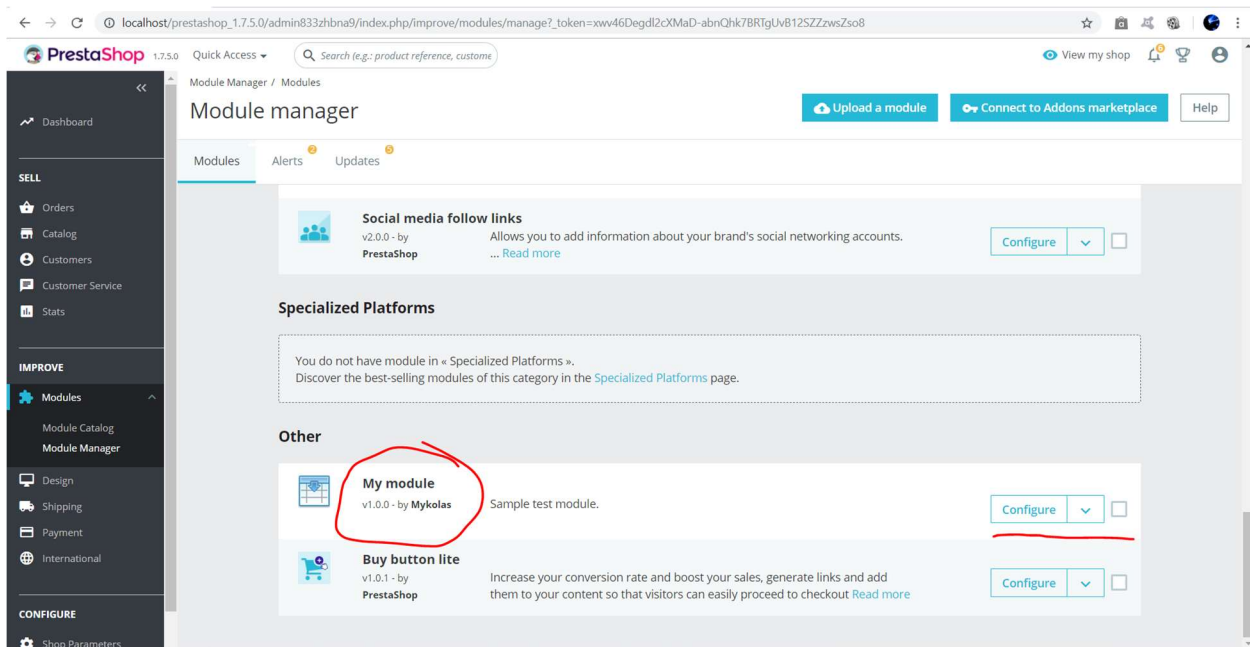 localhost/prestashop_1.7.5.0/admin833zhbna9/index.php/improve/modules/manage?_token=xwv46Degdl2cXMaD-abnQhk7BRTgUvB12SZZzwsZso8
PrestaShop 1.7.5.0 Quick Access Search (e.g.: product reference, custome View my shop 6
Module Manager / Modules
Module manager
Upload a module Connect to Addons marketplace Help
Modules Alerts 2 Updates 5
Dashboard
SELL
Orders
Catalog
Customers
Customer Service
Stats
IMPROVE
Modules
Module Catalog
Module Manager
Design
Shipping
Payment
International
CONFIGURE
Shop Parameters
Social media follow links
v2.0.0 - by
PrestaShop
Allows you to add information about your brand's social networking accounts.
... Read more
Configure
Specialized Platforms
You do not have module in « Specialized Platforms ».
Discover the best-selling modules of this category in the Specialized Platforms page.
Other
My module
v1.0.0 - by Mykolas
Sample test module.
Configure
Buy button lite
v1.0.1 - by
PrestaShop
Increase your conversion rate and boost your sales, generate links and add
them to your content so that visitors can easily proceed to checkout Read more
Configure